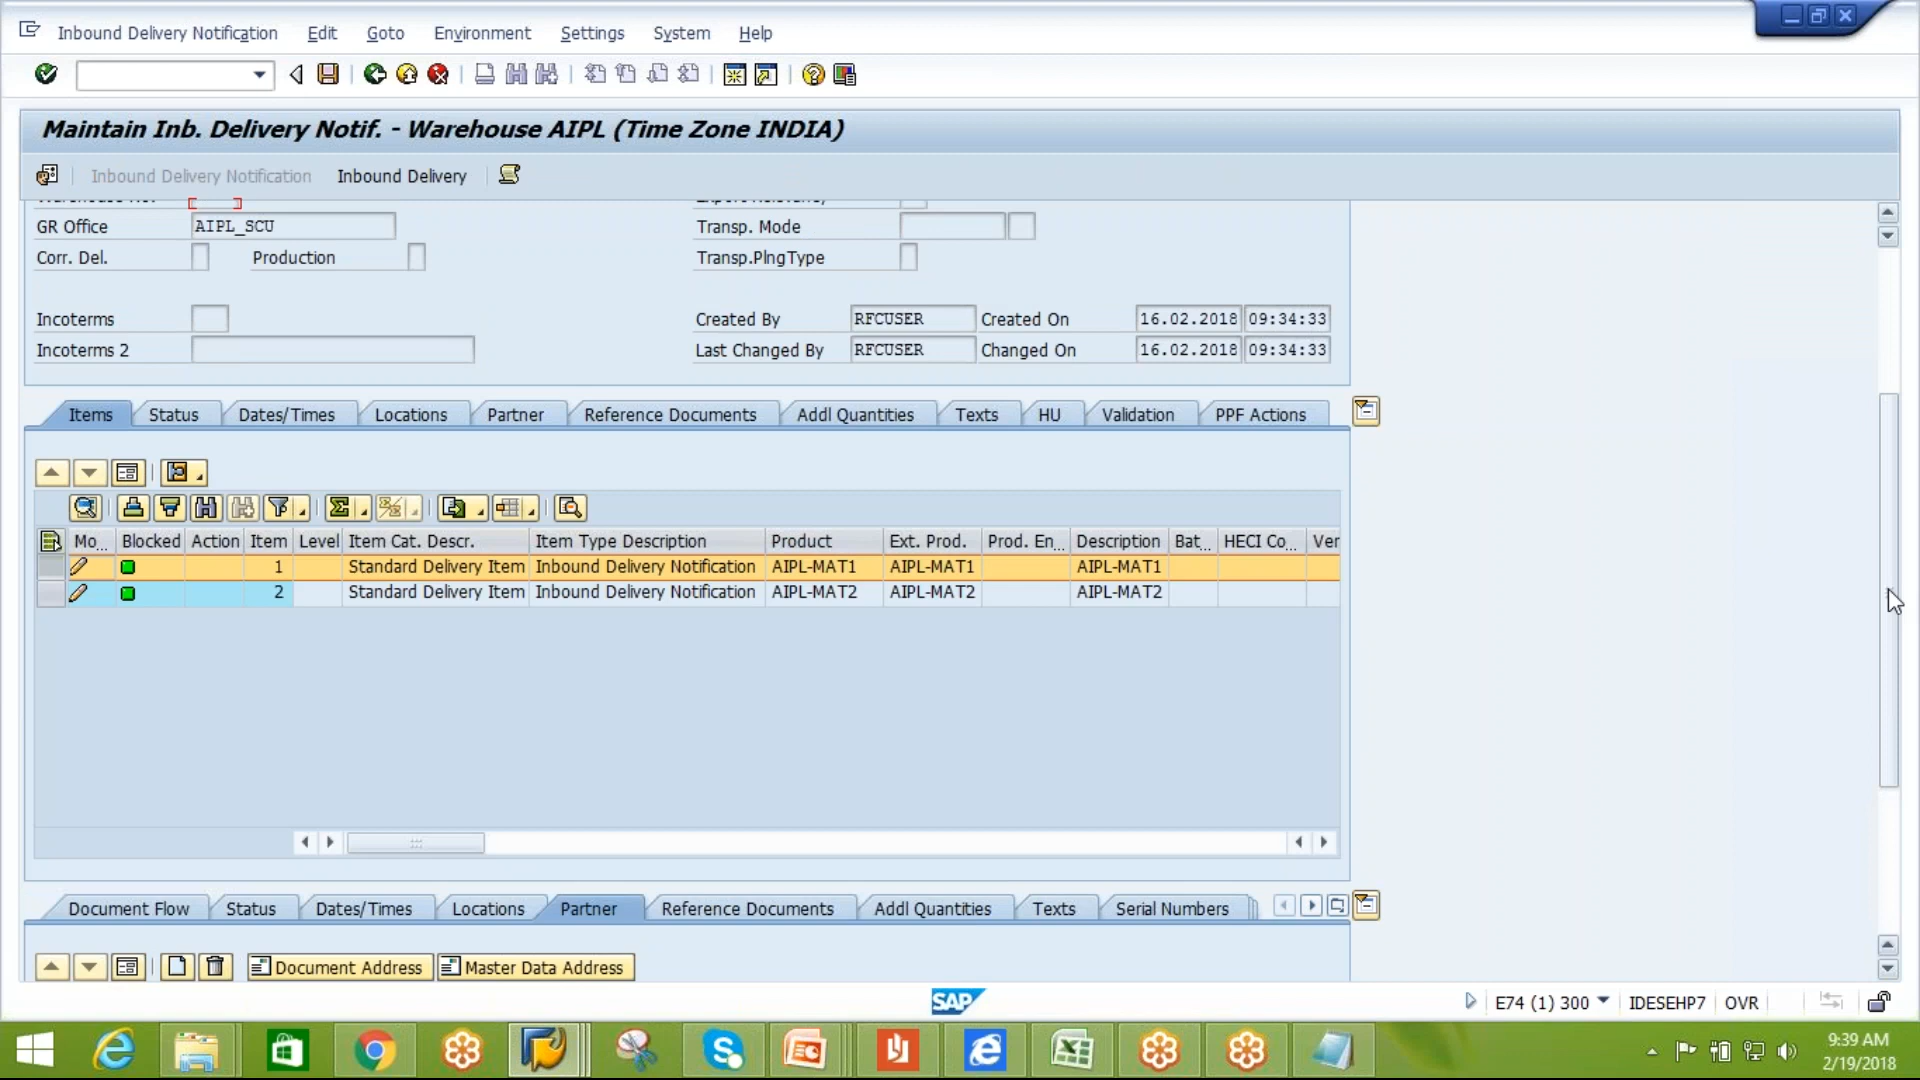 Inbound Delivery Notification Edit Goto Environment Settings System Help
Maintain Inb. Delivery Notif. - Warehouse AIPL (Time Zone INDIA)
Inbound Delivery Notification Inbound Delivery
GR Office AIPL_SCU Transp. Mode
Corr. Del. Production Transp.PlngType
Incoterms Created By RFCUSER Created On 16.02.2018 09:34:33
Incoterms 2 Last Changed By RFCUSER Changed On 16.02.2018 09:34:33
Items Status Dates/Times Locations Partner Reference Documents Addl Quantities Texts HU Validation PPF Actions
Mo... Blocked Action Item Level Item Cat. Descr. Item Type Description Product Ext. Prod. Prod. En... Description Bat... HECI Co... Ver
1 Standard Delivery Item Inbound Delivery Notification AIPL-MAT1 AIPL-MAT1 AIPL-MAT1
2 Standard Delivery Item Inbound Delivery Notification AIPL-MAT2 AIPL-MAT2 AIPL-MAT2
Document Flow Status Dates/Times Locations Partner Reference Documents Addl Quantities Texts Serial Numbers
Document Address Master Data Address
SAP E74 (1) 300 IDESEHP7 OVR
9:39 AM
2/19/2018